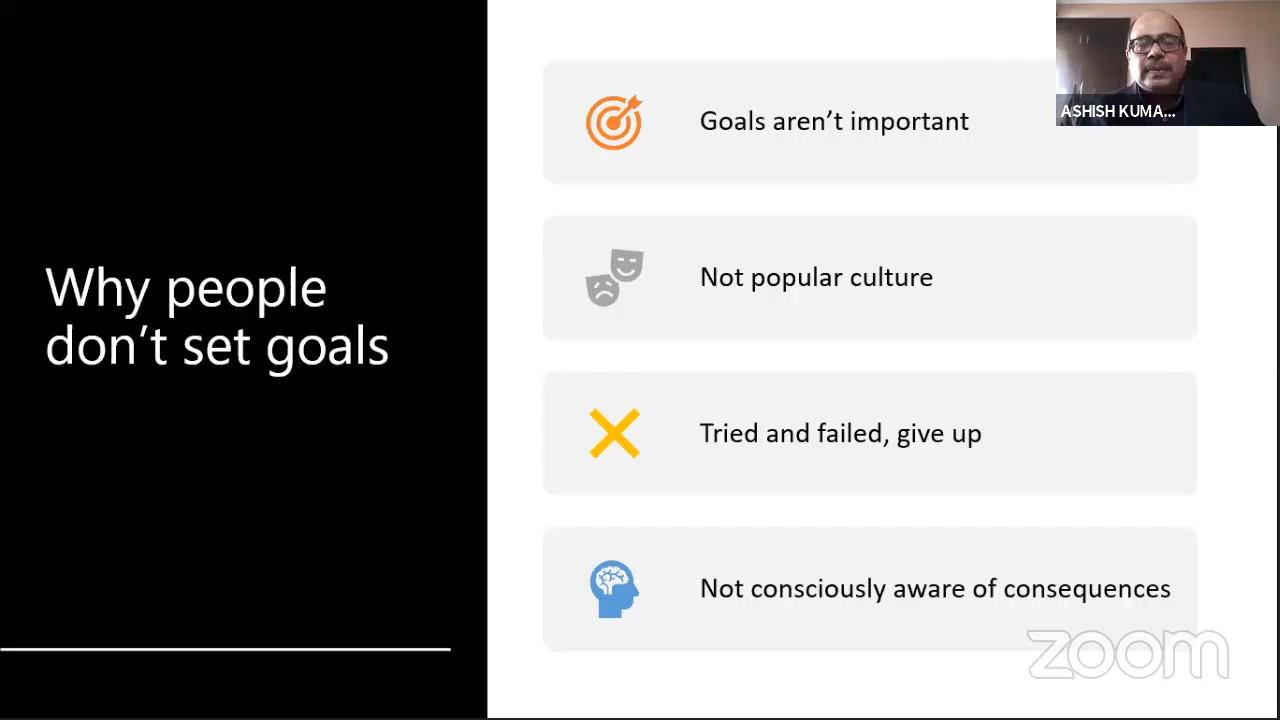 Why people
don’t set goals
Goals aren’t important
Not popular culture
Tried and failed, give up
Not consciously aware of consequences
ASHISH KUMA...
zoom